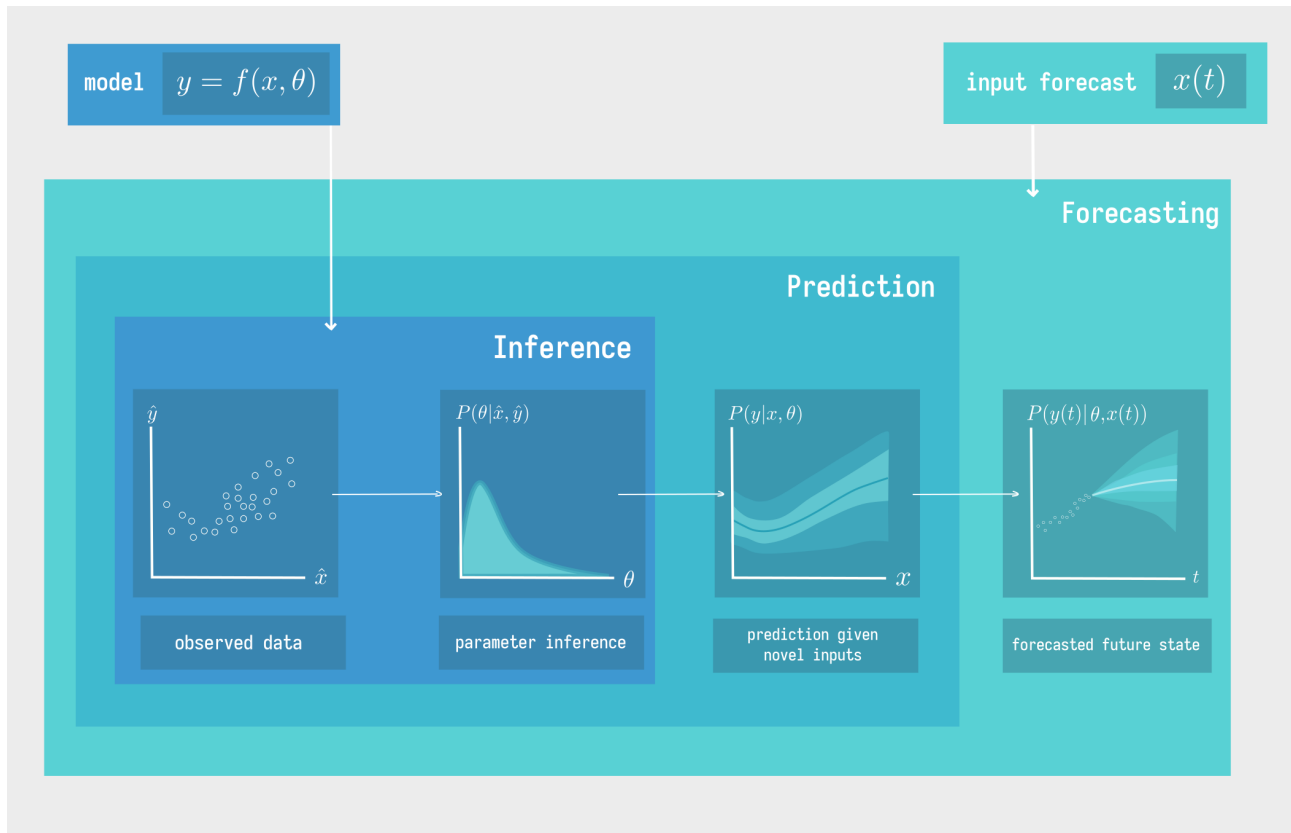 model y = f(x, θ)
input forecast x(t)
Forecasting
Prediction
Inference
ŷ
x̂
observed data
P(θ|x̂, ŷ)
θ
parameter inference
P(y|x, θ)
x
prediction given
novel inputs
P(y(t)|θ,x(t))
t
forecasted future state